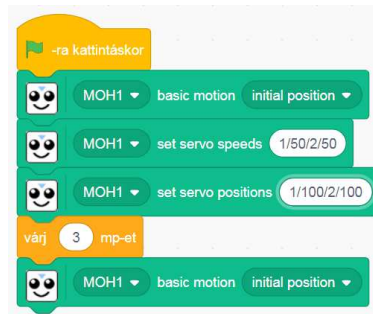 -ra kattintáskor
MOH1 basic motion initial position
MOH1 set servo speeds 1/50/2/50
MOH1 set servo positions 1/100/2/100
várj 3 mp-et
MOH1 basic motion initial position